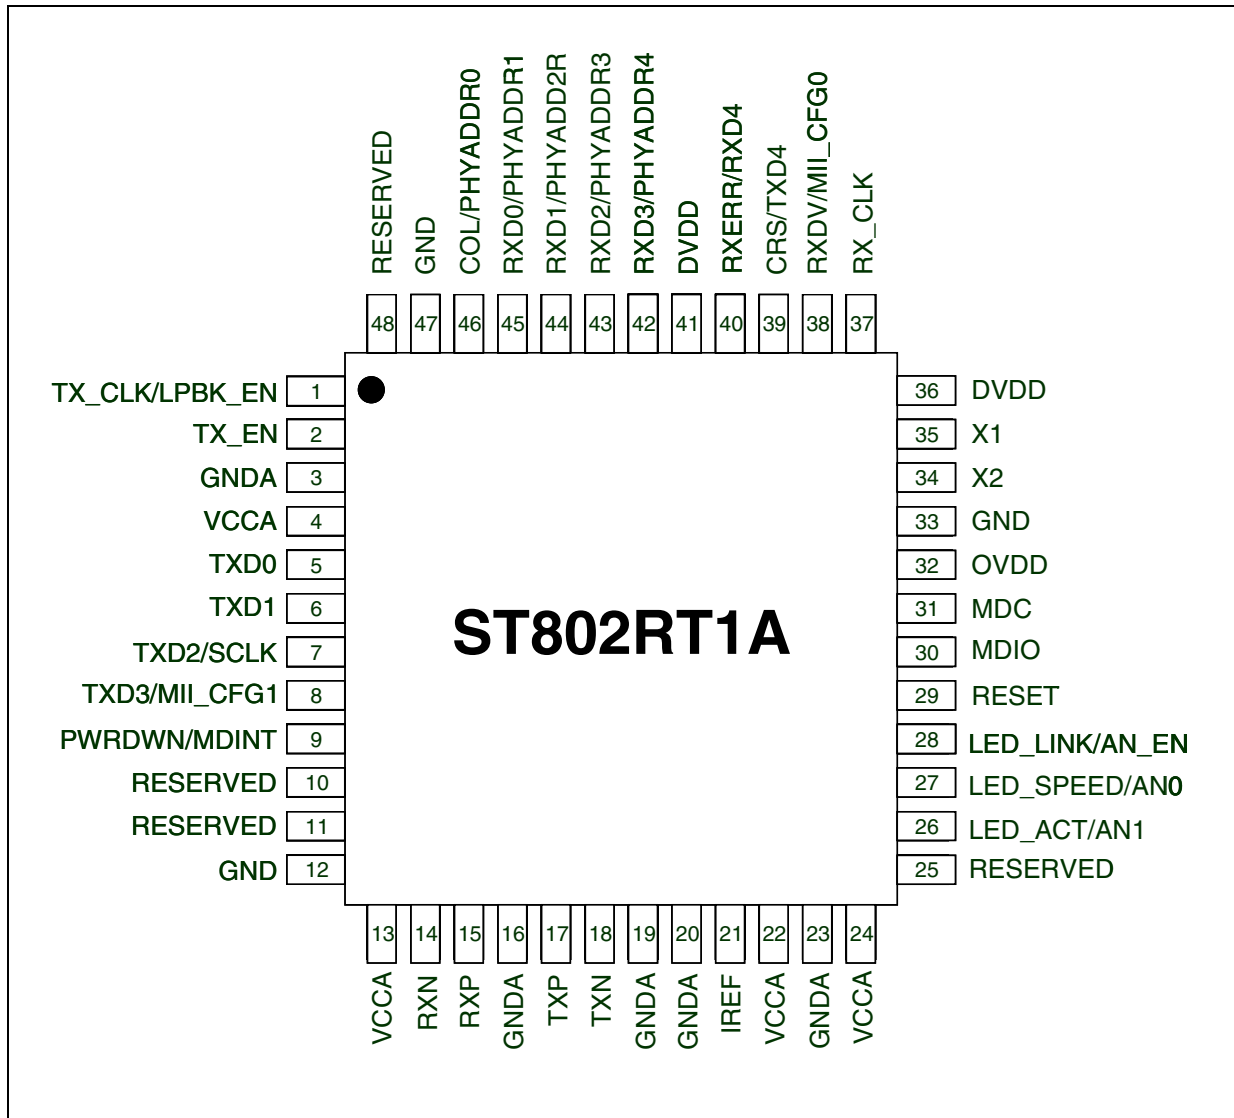 RESERVED
GND
COL/PHYADDR0
RXD0/PHYADDR1
RXD1/PHYADD2R
RXD2/PHYADDR3
RXD3/PHYADDR4
DVDD
RXERR/RXD4
CRS/TXD4
RXDV/MII_CFG0
RX_CLK
48 47 46 45 44 43 42 41 40 39 38 37
TX_CLK/LPBK_EN 1
TX_EN 2
GNDA 3
VCCA 4
TXD0 5
TXD1 6
TXD2/SCLK 7
TXD3/MII_CFG1 8
PWRDWN/MDINT 9
RESERVED 10
RESERVED 11
GND 12
ST802RT1A
36 DVDD
35 X1
34 X2
33 GND
32 OVDD
31 MDC
30 MDIO
29 RESET
28 LED_LINK/AN_EN
27 LED_SPEED/AN0
26 LED_ACT/AN1
25 RESERVED
13 14 15 16 17 18 19 20 21 22 23 24
VCCA
RXN
RXP
GNDA
TXP
TXN
GNDA
GNDA
IREF
VCCA
GNDA
VCCA